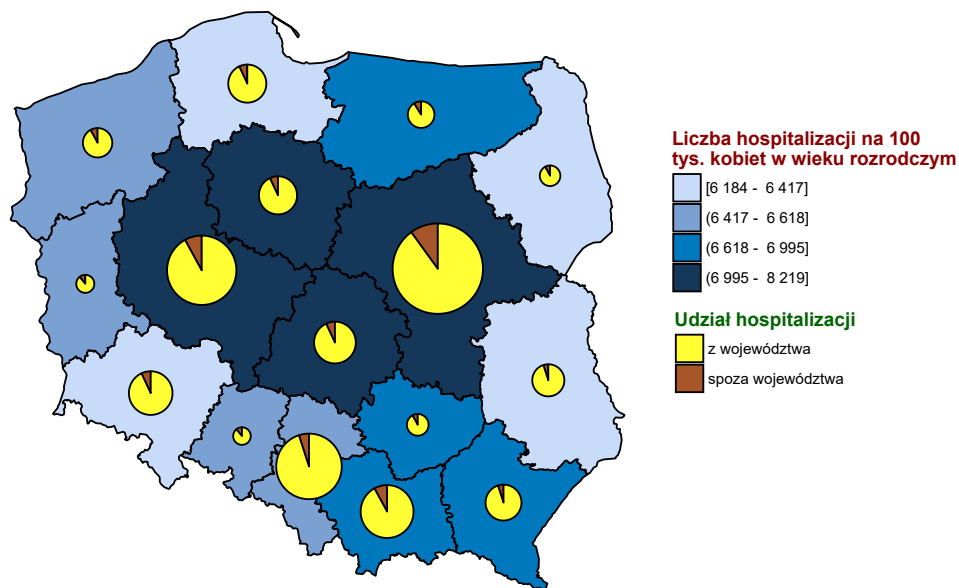 Liczba hospitalizacji na 100
tys. kobiet w wieku rozrodczym
[6 184 - 6 417]
(6 417 - 6 618]
(6 618 - 6 995]
(6 995 - 8 219]
Udział hospitalizacji
z województwa
spoza województwa